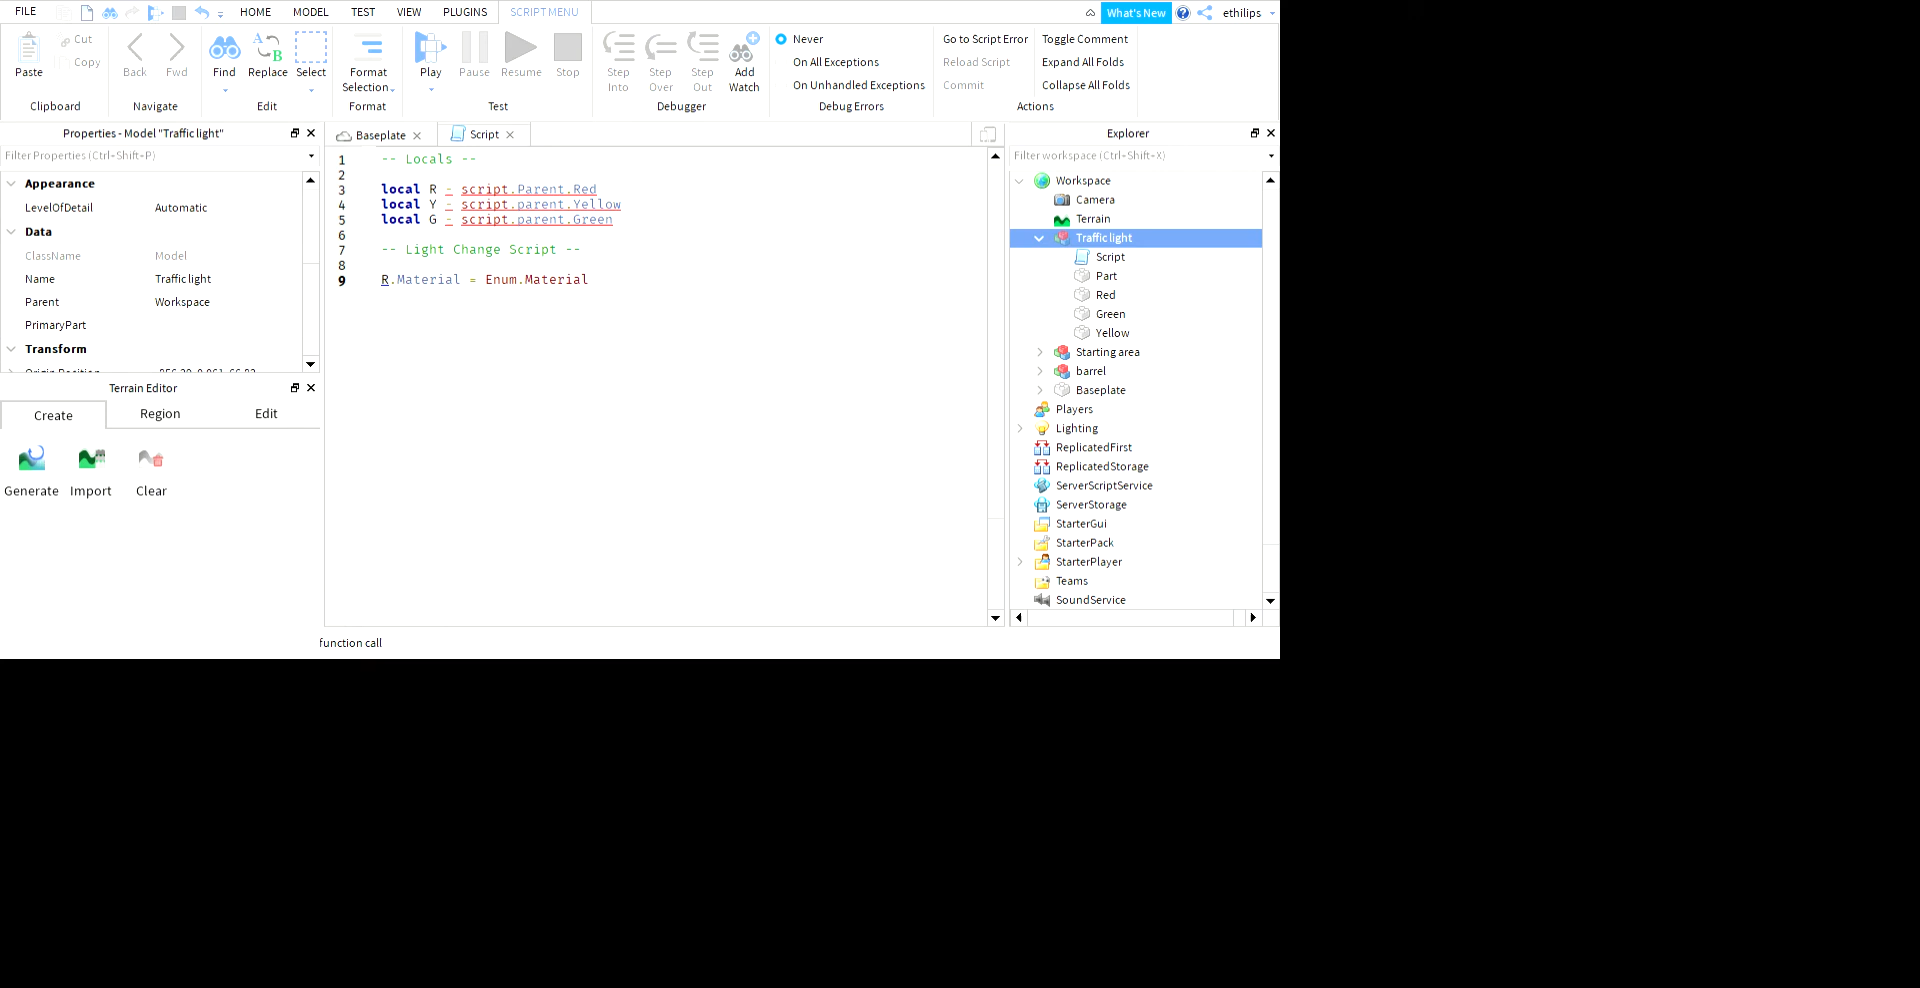 FILE HOME MODEL TEST VIEW PLUGINS SCRIPT MENU What's New ethilips
Paste Cut Copy
Clipboard
Back Fwd
Navigate
Find Replace Select
Edit
Format Selection
Format
Play Pause Resume Stop
Test
Step Into Step Over Step Out Add Watch
Debugger
Never
On All Exceptions
On Unhandled Exceptions
Debug Errors
Go to Script Error Toggle Comment
Reload Script Expand All Folds
Commit Collapse All Folds
Actions
Properties - Model "Traffic light"
Filter Properties (Ctrl+Shift+P)
Appearance
LevelOfDetail Automatic
Data
ClassName Model
Name Traffic light
Parent Workspace
PrimaryPart
Transform
Terrain Editor
Create Region Edit
Generate Import Clear
Baseplate Script
1 -- Locals --
2
3 local R - script.Parent.Red
4 local Y - script.parent.Yellow
5 local G - script.parent.Green
6
7 -- Light Change Script --
8
9 R.Material = Enum.Material
function call
Explorer
Filter workspace (Ctrl+Shift+X)
Workspace
Camera
Terrain
Traffic light
Script
Part
Red
Green
Yellow
Starting area
barrel
Baseplate
Players
Lighting
ReplicatedFirst
ReplicatedStorage
ServerScriptService
ServerStorage
StarterGui
StarterPack
StarterPlayer
Teams
SoundService